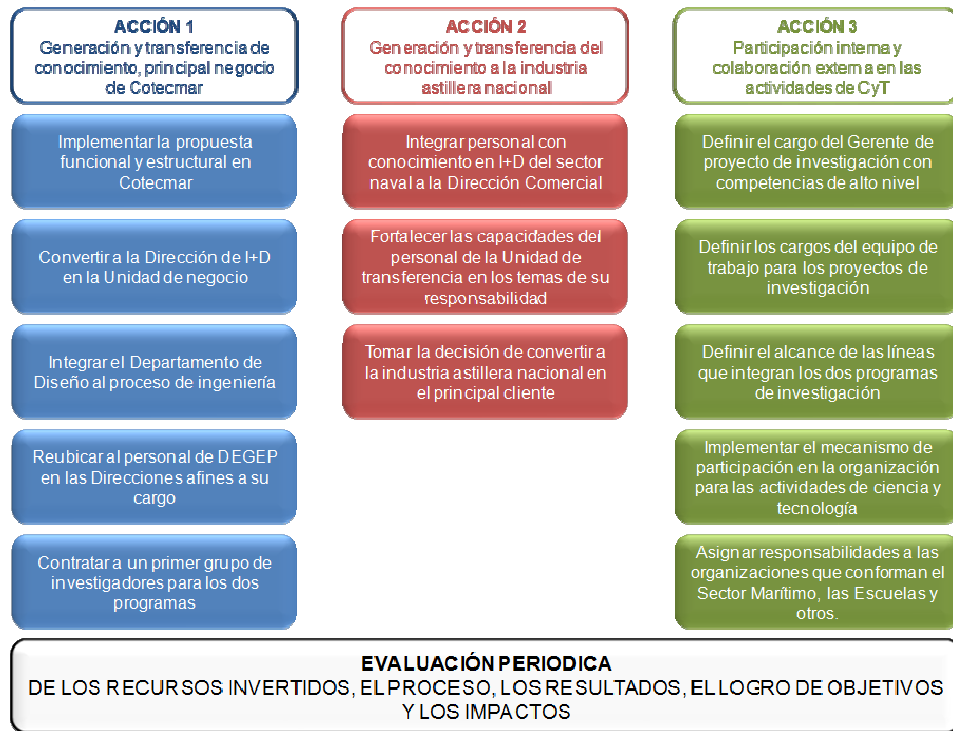 ACCIÓN 1
Generación y transferencia de
conocimiento, principal negocio
de Cotecmar
Implementar la propuesta
funcional y estructural en
Cotecmar
Convertir a la Dirección de I+D
en la Unidad de negocio
Integrar el Departamento de
Diseño al proceso de ingeniería
Reubicar al personal de DEGEP
en las Direcciones afines a su
cargo
Contratar a un primer grupo de
investigadores para los dos
programas
ACCIÓN 2
Generación y transferencia del
conocimiento a la industria
astillera nacional
Integrar personal con
conocimiento en I+D del sector
naval a la Dirección Comercial
Fortalecer las capacidades del
personal de la Unidad de
transferencia en los temas de su
responsabilidad
Tomar la decisión de convertir a
la industria astillera nacional en
el principal cliente
ACCIÓN 3
Participación interna y
colaboración externa en las
actividades de CyT
Definir el cargo del Gerente de
proyecto de investigación con
competencias de alto nivel
Definir los cargos del equipo de
trabajo para los proyectos de
investigación
Definir el alcance de las líneas
que integran los dos programas
de investigación
Implementar el mecanismo de
participación en la organización
para las actividades de ciencia y
tecnología
Asignar responsabilidades a las
organizaciones que conforman el
Sector Marítimo, las Escuelas y
otros.
EVALUACIÓN PERIODICA
DE LOS RECURSOS INVERTIDOS, EL PROCESO, LOS RESULTADOS, EL LOGRO DE OBJETIVOS
Y LOS IMPACTOS